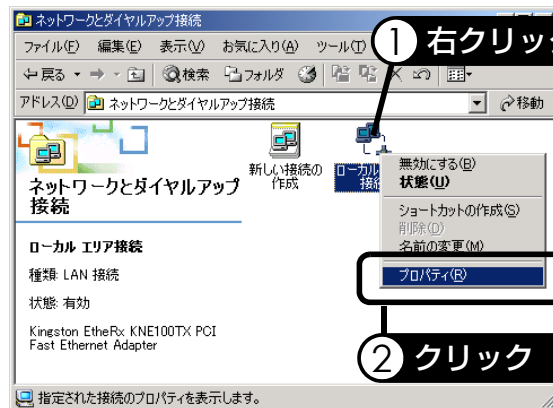 ネットワークとダイヤルアップ接続
ファイル(F) 編集(E) 表示(V) お気に入り(A) ツール(T)
① 右クリッ
戻る 検索 フォルダ
アドレス(D) ネットワークとダイヤルアップ接続 移動
ネットワークとダイヤルアップ
接続
新しい接続の
作成
ローカル
接続
無効にする(B)
状態(U)
ショートカットの作成(S)
削除(D)
名前の変更(M)
プロパティ(R)
ローカル エリア接続
種類: LAN 接続
状態: 有効
Kingston EtheRx KNE100TX PCI
Fast Ethernet Adapter
② クリック
指定された接続のプロパティを表示します。